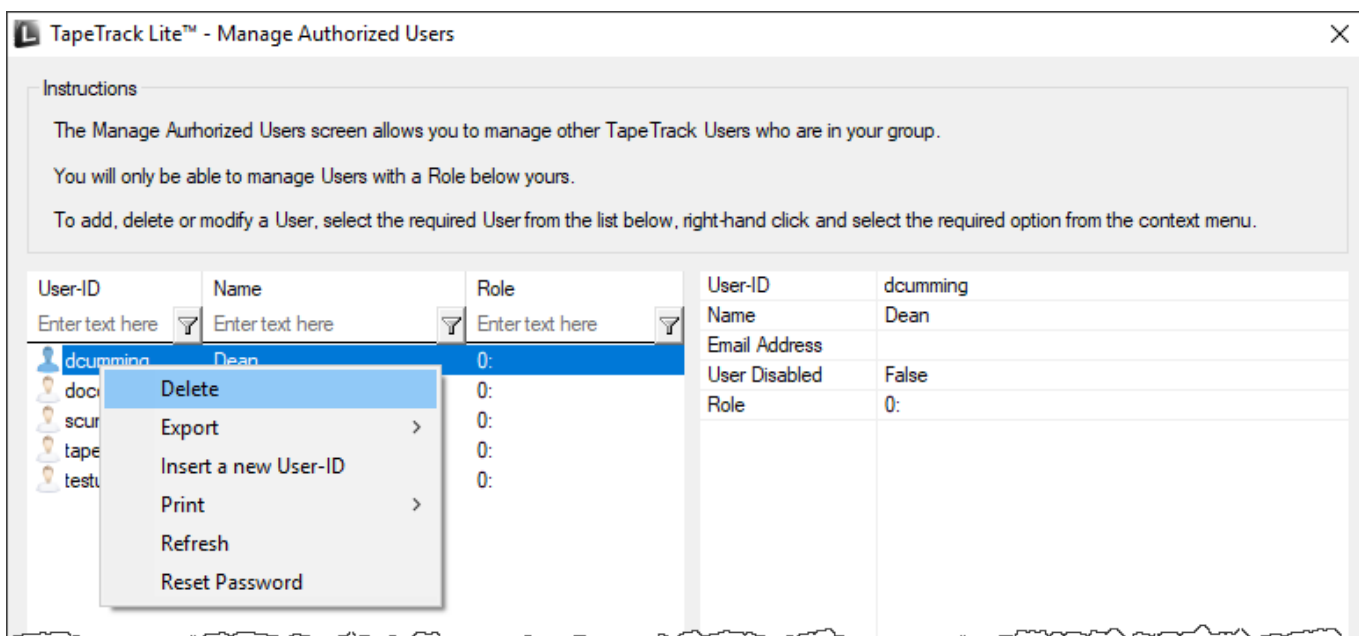 TapeTrack Lite™ - Manage Authorized Users
Instructions
The Manage Aurhorized Users screen allows you to manage other TapeTrack Users who are in your group.
You will only be able to manage Users with a Role below yours.
To add, delete or modify a User, select the required User from the list below, right-hand click and select the required option from the context menu.
User-ID Name Role
Enter text here Enter text here Enter text here
dcumming Dean 0:
0:
0:
0:
0:
Delete
Export
Insert a new User-ID
Print
Refresh
Reset Password
User-ID dcumming
Name Dean
Email Address
User Disabled False
Role 0: